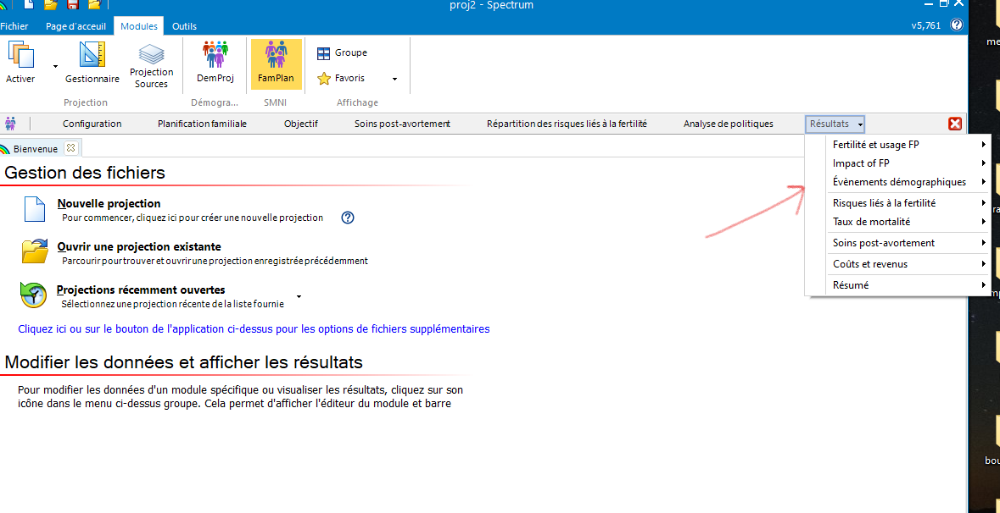 proj2 - Spectrum
Fichier Page d'acceuil Modules Outils v5,761
Activer Gestionnaire Projection Sources DemProj FamPlan Groupe Favoris
Projection Démogra... SMNI Affichage
Configuration Planification familiale Objectif Soins post-avortement Répartition des risques liés à la fertilité Analyse de politiques Résultats
Bienvenue
Fertilité et usage FP
Impact of FP
Évènements démographiques
Risques liés à la fertilité
Taux de mortalité
Soins post-avortement
Coûts et revenus
Résumé
Gestion des fichiers
Nouvelle projection
Pour commencer, cliquez ici pour créer une nouvelle projection
Ouvrir une projection existante
Parcourir pour trouver et ouvrir une projection enregistrée précédemment
Projections récemment ouvertes
Sélectionnez une projection récente de la liste fournie
Cliquez ici ou sur le bouton de l'application ci-dessus pour les options de fichiers supplémentaires
Modifier les données et afficher les résultats
Pour modifier les données d'un module spécifique ou visualiser les résultats, cliquez sur son
icône dans le menu ci-dessus groupe. Cela permet d'afficher l'éditeur du module et barre
me
bou